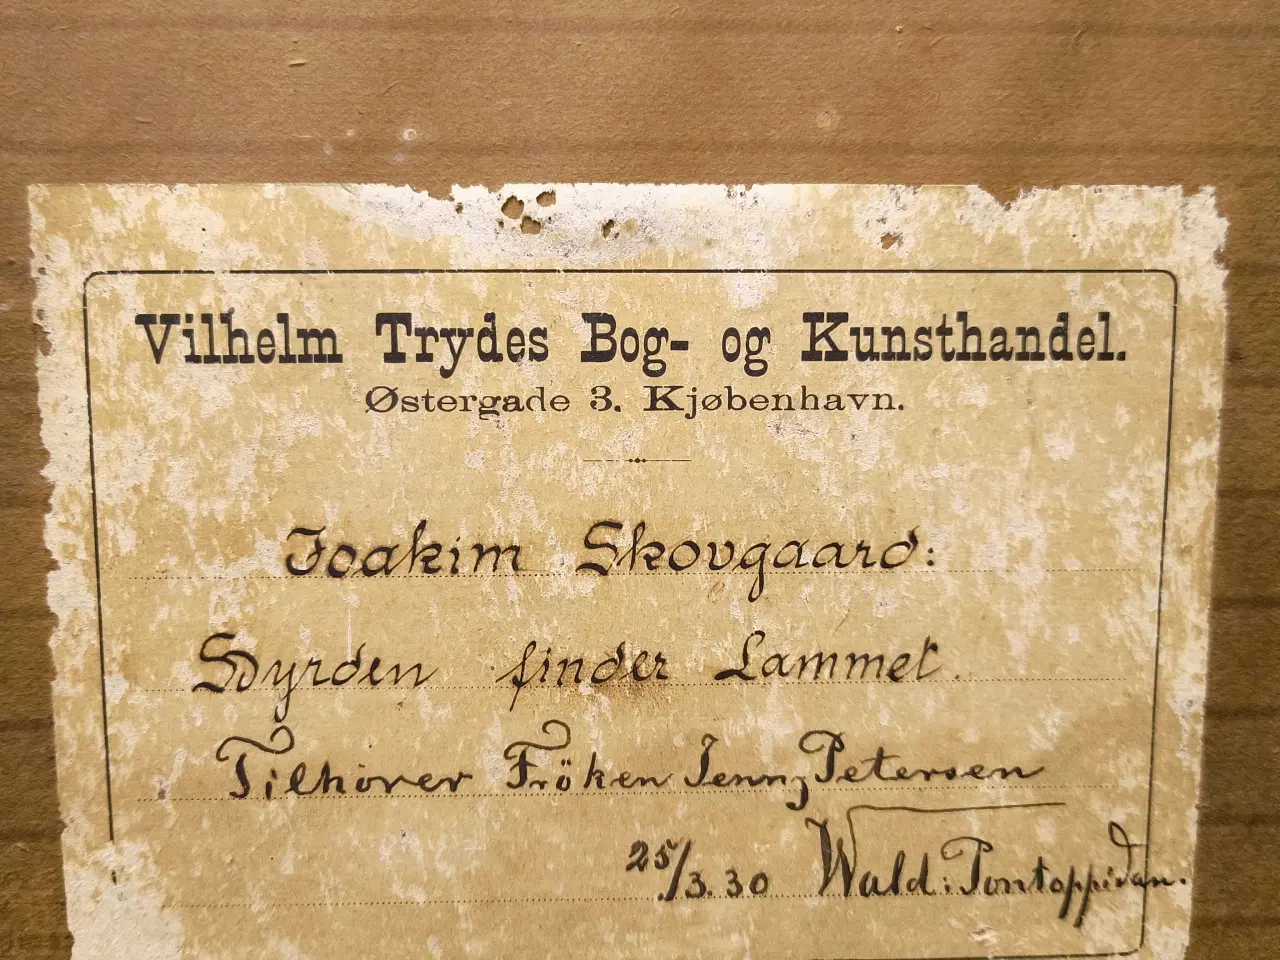 Vilhelm Trydes Bog- og Kunsthandel.
Østergade 3. Kjøbenhavn.
Joakim Skovgaard:
Hyrden finder Lammet.
Tilhører Fröken Jenny Petersen
25/3.30 Wald: Pontoppidan.